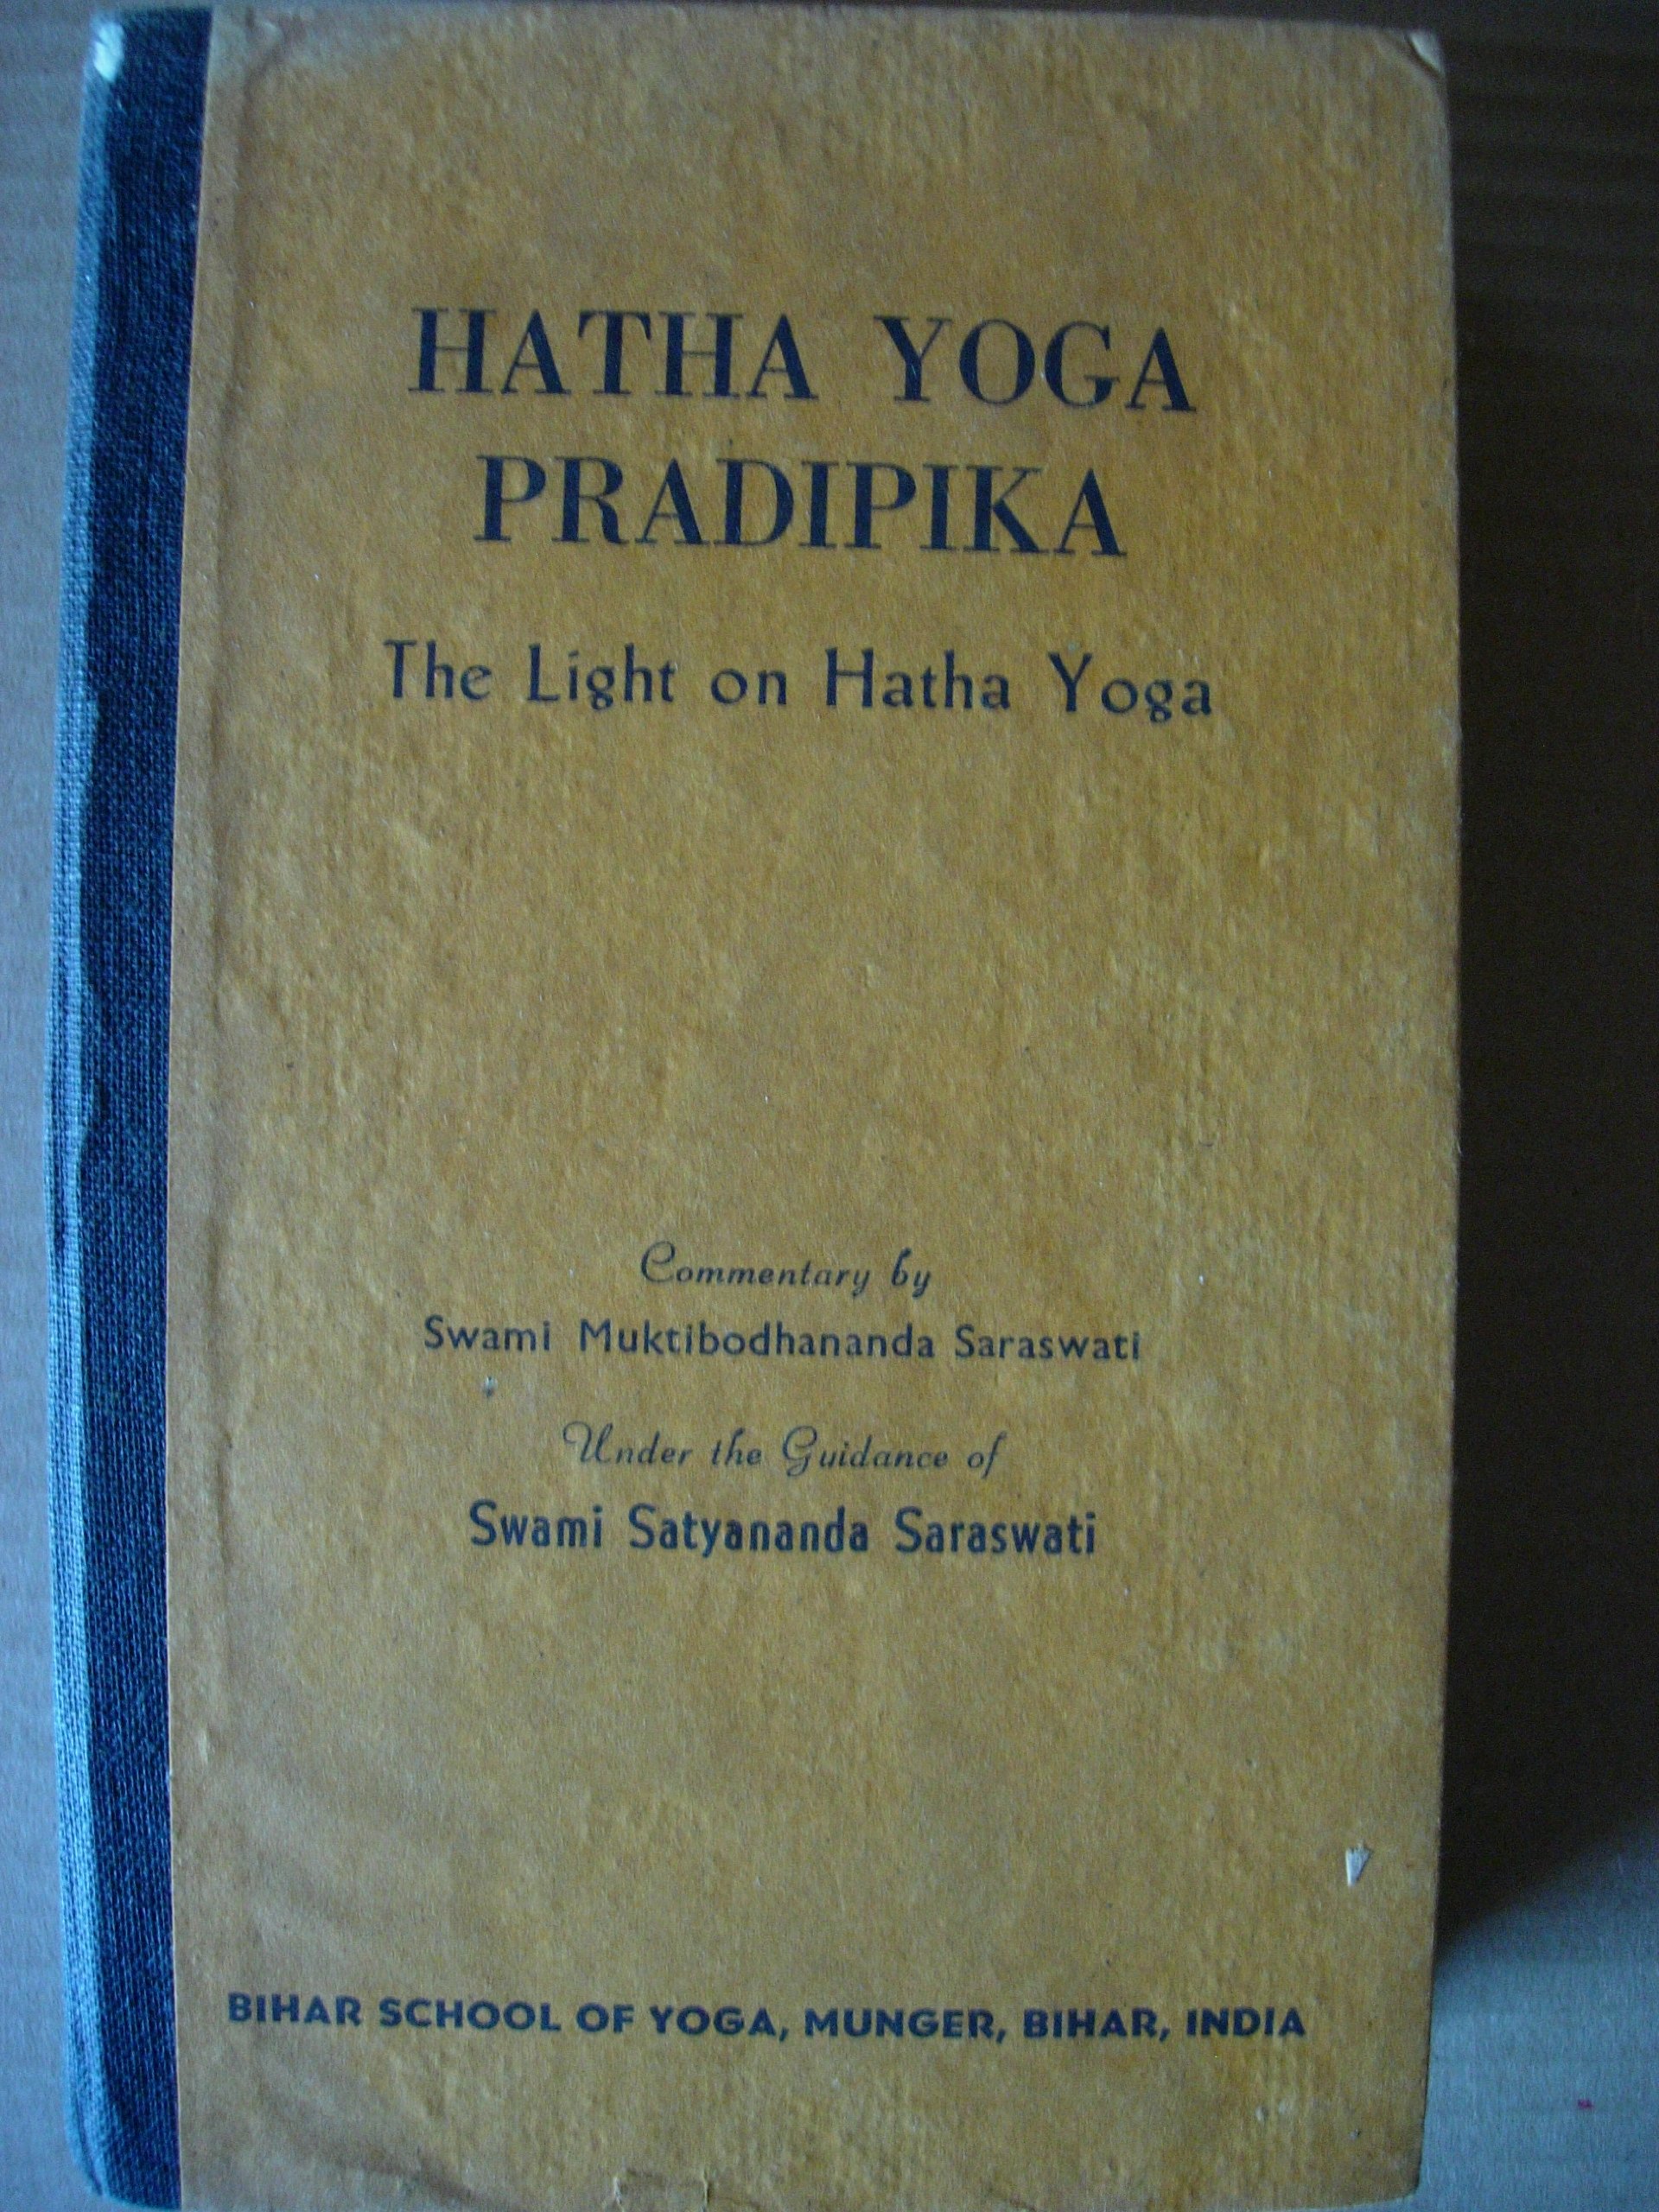 HATHA YOGA
PRADIPIKA
The Light on Hatha Yoga
Commentary by
Swami Muktibodhananda Saraswati
Under the Guidance of
Swami Satyananda Saraswati
BIHAR SCHOOL OF YOGA, MUNGER, BIHAR, INDIA